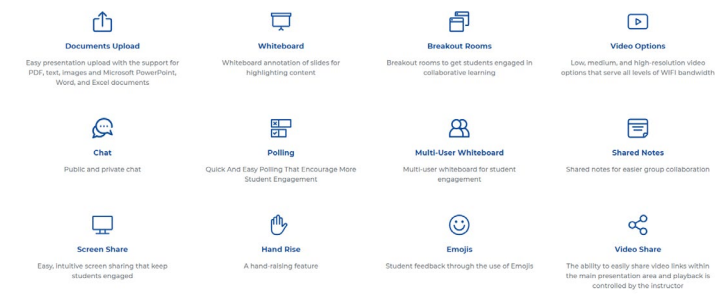 Documents Upload
Easy presentation upload with the support for
PDF, text, images and Microsoft PowerPoint,
Word, and Excel documents
Whiteboard
Whiteboard annotation of slides for
highlighting content
Breakout Rooms
Breakout rooms to get students engaged in
collaborative learning
Video Options
Low, medium, and high-resolution video
options that serve all levels of WIFI bandwidth
Chat
Public and private chat
Polling
Quick And Easy Polling That Encourage More
Student Engagement
Multi-User Whiteboard
Multi-user whiteboard for student
engagement
Shared Notes
Shared notes for easier group collaboration
Screen Share
Easy, intuitive screen sharing that keep
students engaged
Hand Rise
A hand-raising feature
Emojis
Student feedback through the use of Emojis
Video Share
The ability to easily share video links within
the main presentation area and playback is
controlled by the instructor